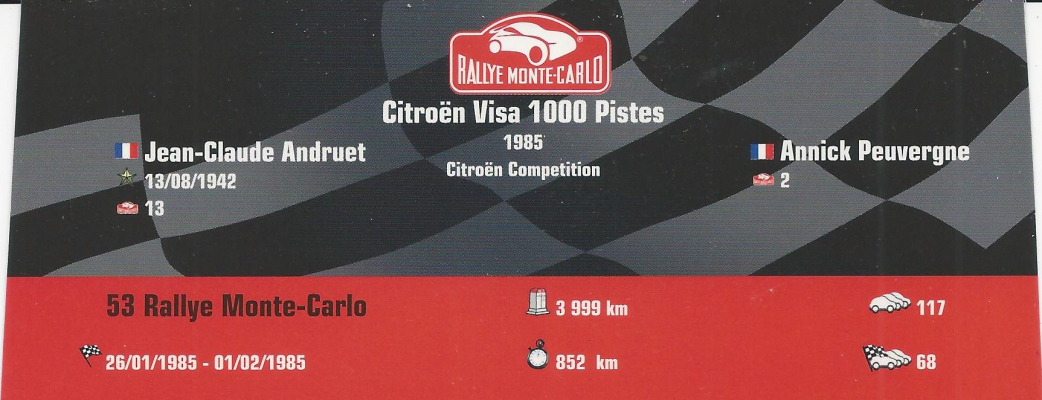 RALLYE MONTE-CARLO ®
Citroën Visa 1000 Pistes
1985
Citroën Competition
Jean-Claude Andruet
13/08/1942
13
Annick Peuvergne
2
53 Rallye Monte-Carlo
3 999 km
117
26/01/1985 - 01/02/1985
852 km
68